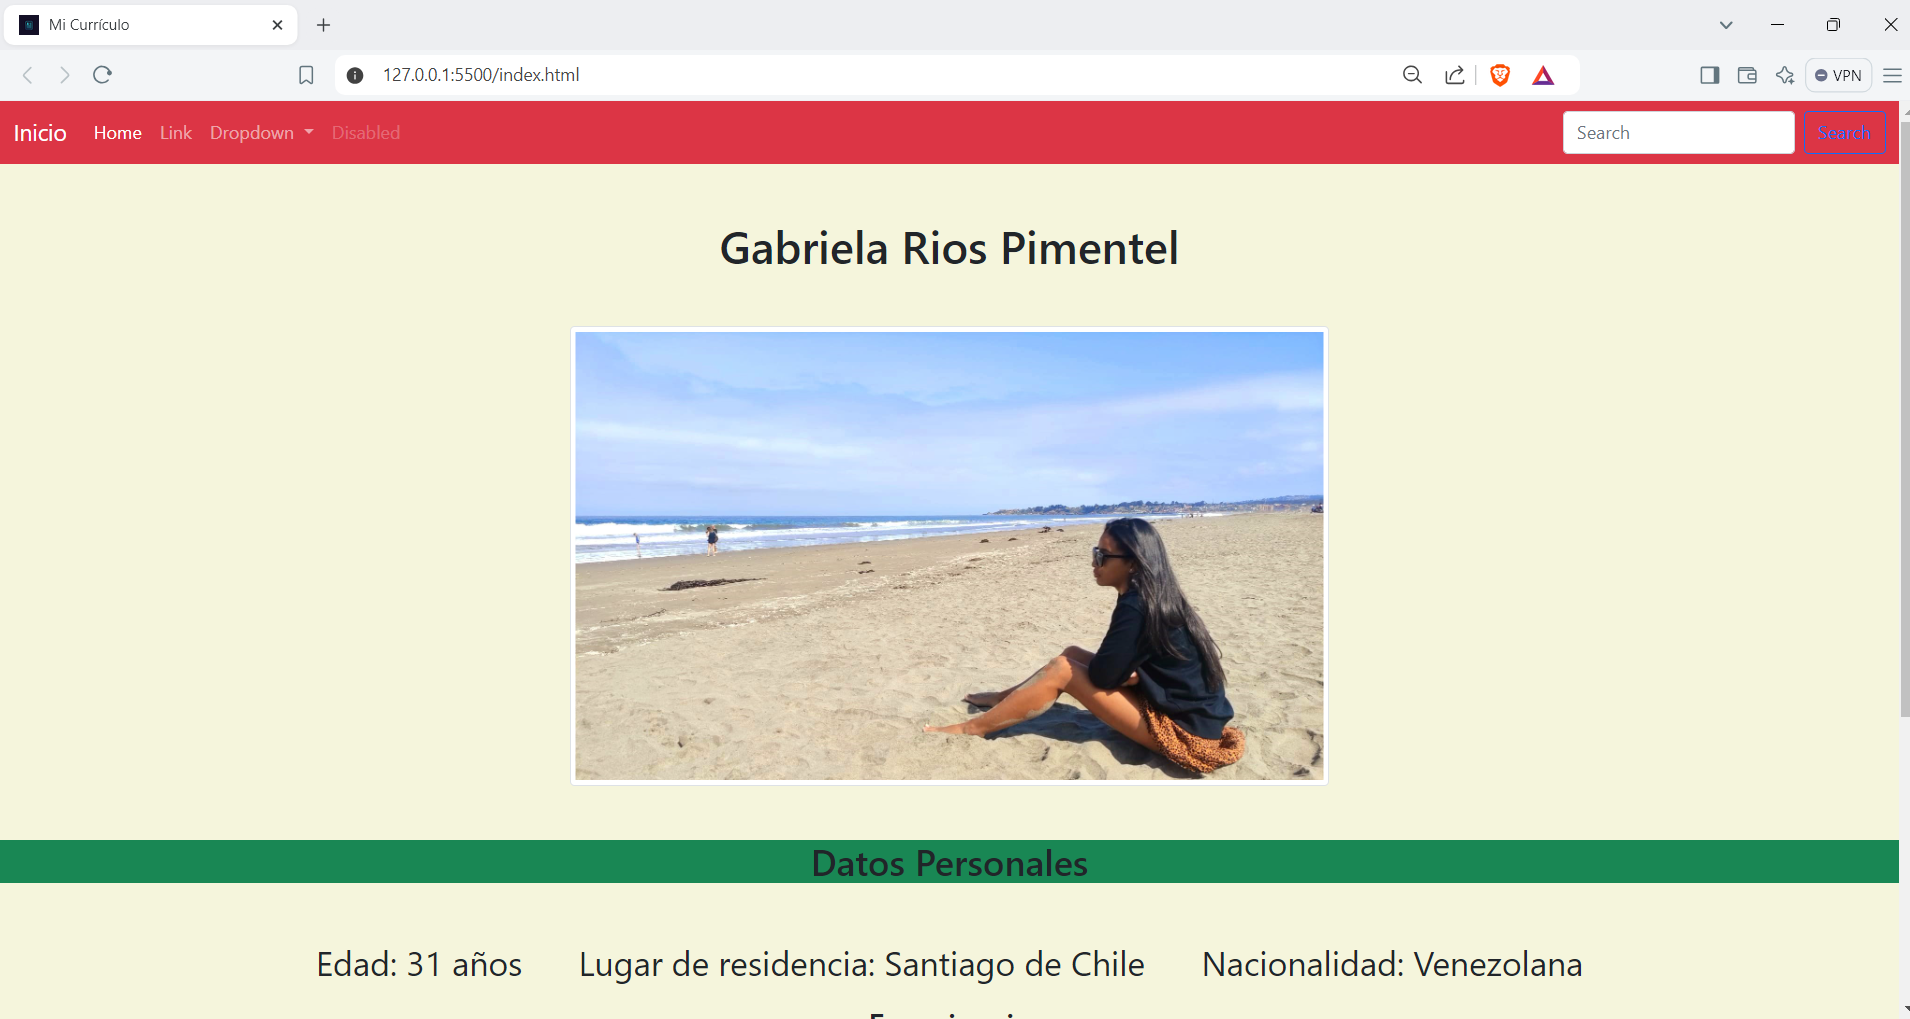 Mi Currículo
127.0.0.1:5500/index.html
VPN
Inicio Home Link Dropdown Disabled Search Search
Gabriela Rios Pimentel
Datos Personales
Edad: 31 años Lugar de residencia: Santiago de Chile Nacionalidad: Venezolana